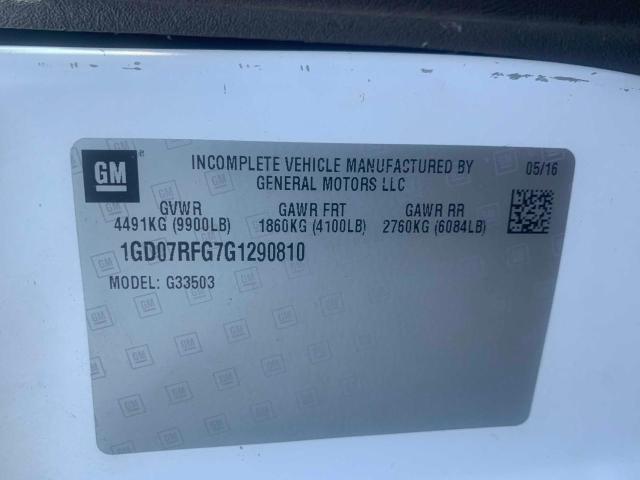 GM
INCOMPLETE VEHICLE MANUFACTURED BY
GENERAL MOTORS LLC
05/16
GVWR GAWR FRT GAWR RR
4491KG (9900LB) 1860KG (4100LB) 2760KG (6084LB)
1GD07RFG7G1290810
MODEL: G33503